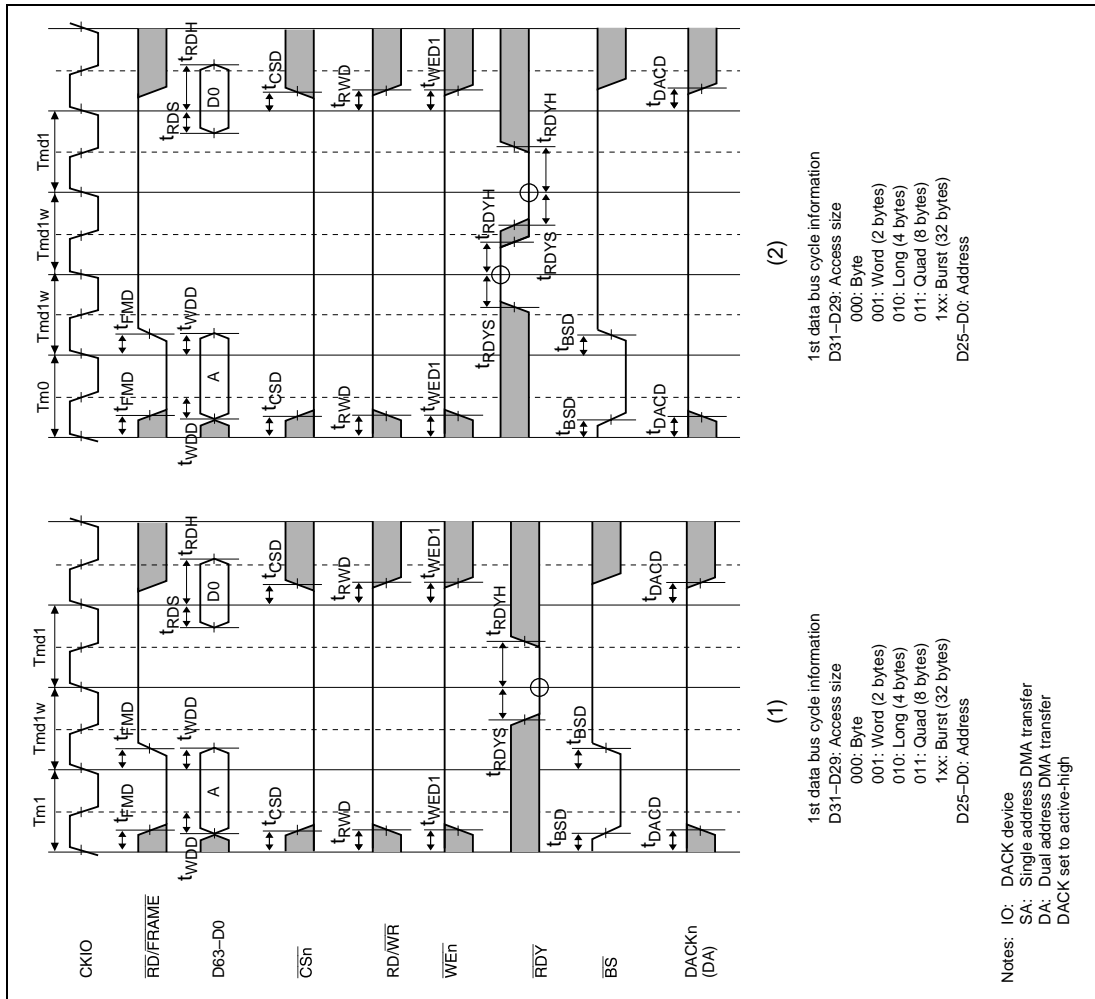 CKIO
RD/FRAME
D63–D0
CSn
RD/WR
WEn
RDY
BS
DACKn
(DA)
Tm1
Tmd1w
Tmd1
tFMD
tFMD
tWDD
tWDD
A
tRDS
tRDH
D0
tCSD
tCSD
tRWD
tRWD
tWED1
tWED1
tRDYS
tRDYH
tBSD
tBSD
tDACD
tDACD
(1)
1st data bus cycle information
D31–D29: Access size
000: Byte
001: Word (2 bytes)
010: Long (4 bytes)
011: Quad (8 bytes)
1xx: Burst (32 bytes)
D25–D0: Address
Tm0
Tmd1w
Tmd1w
Tmd1
tFMD
tFMD
tWDD
tWDD
A
tRDS
tRDH
D0
tCSD
tCSD
tRWD
tRWD
tWED1
tWED1
tRDYS
tRDYH
tRDYS
tRDYH
tBSD
tBSD
tDACD
tDACD
(2)
1st data bus cycle information
D31–D29: Access size
000: Byte
001: Word (2 bytes)
010: Long (4 bytes)
011: Quad (8 bytes)
1xx: Burst (32 bytes)
D25–D0: Address
Notes: IO: DACK device
SA: Single address DMA transfer
DA: Dual address DMA transfer
DACK set to active-high